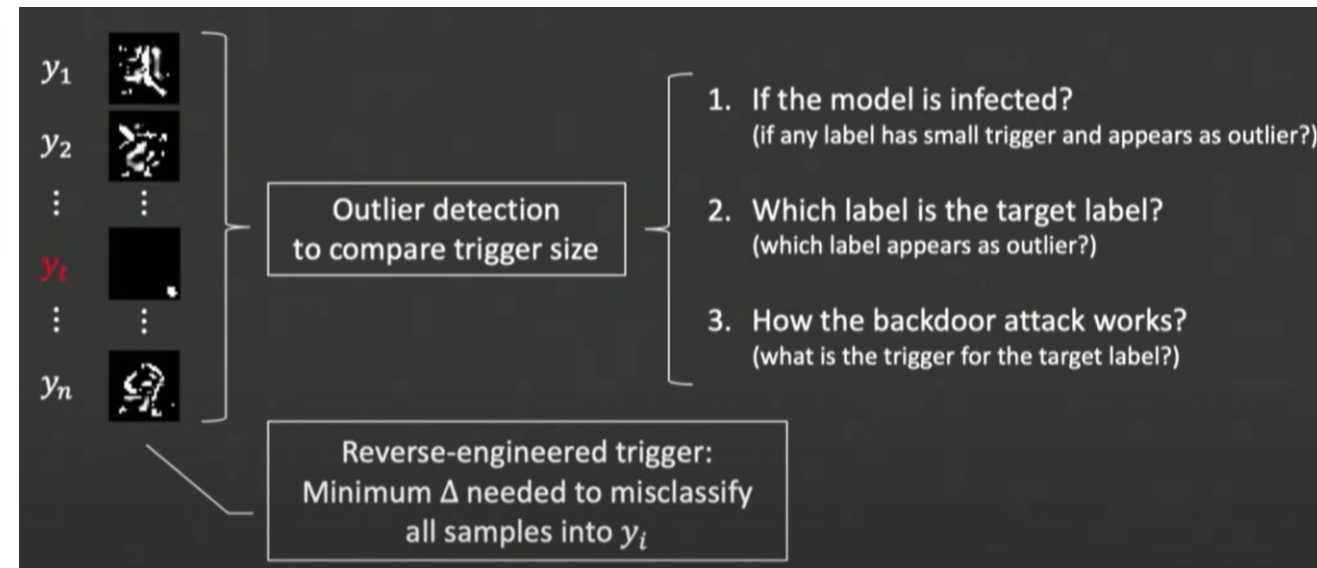 y₁
y₂
⋮ ⋮
yₜ
⋮ ⋮
yₙ
Outlier detection
to compare trigger size
Reverse-engineered trigger:
Minimum Δ needed to misclassify
all samples into yᵢ
1. If the model is infected?
(if any label has small trigger and appears as outlier?)
2. Which label is the target label?
(which label appears as outlier?)
3. How the backdoor attack works?
(what is the trigger for the target label?)